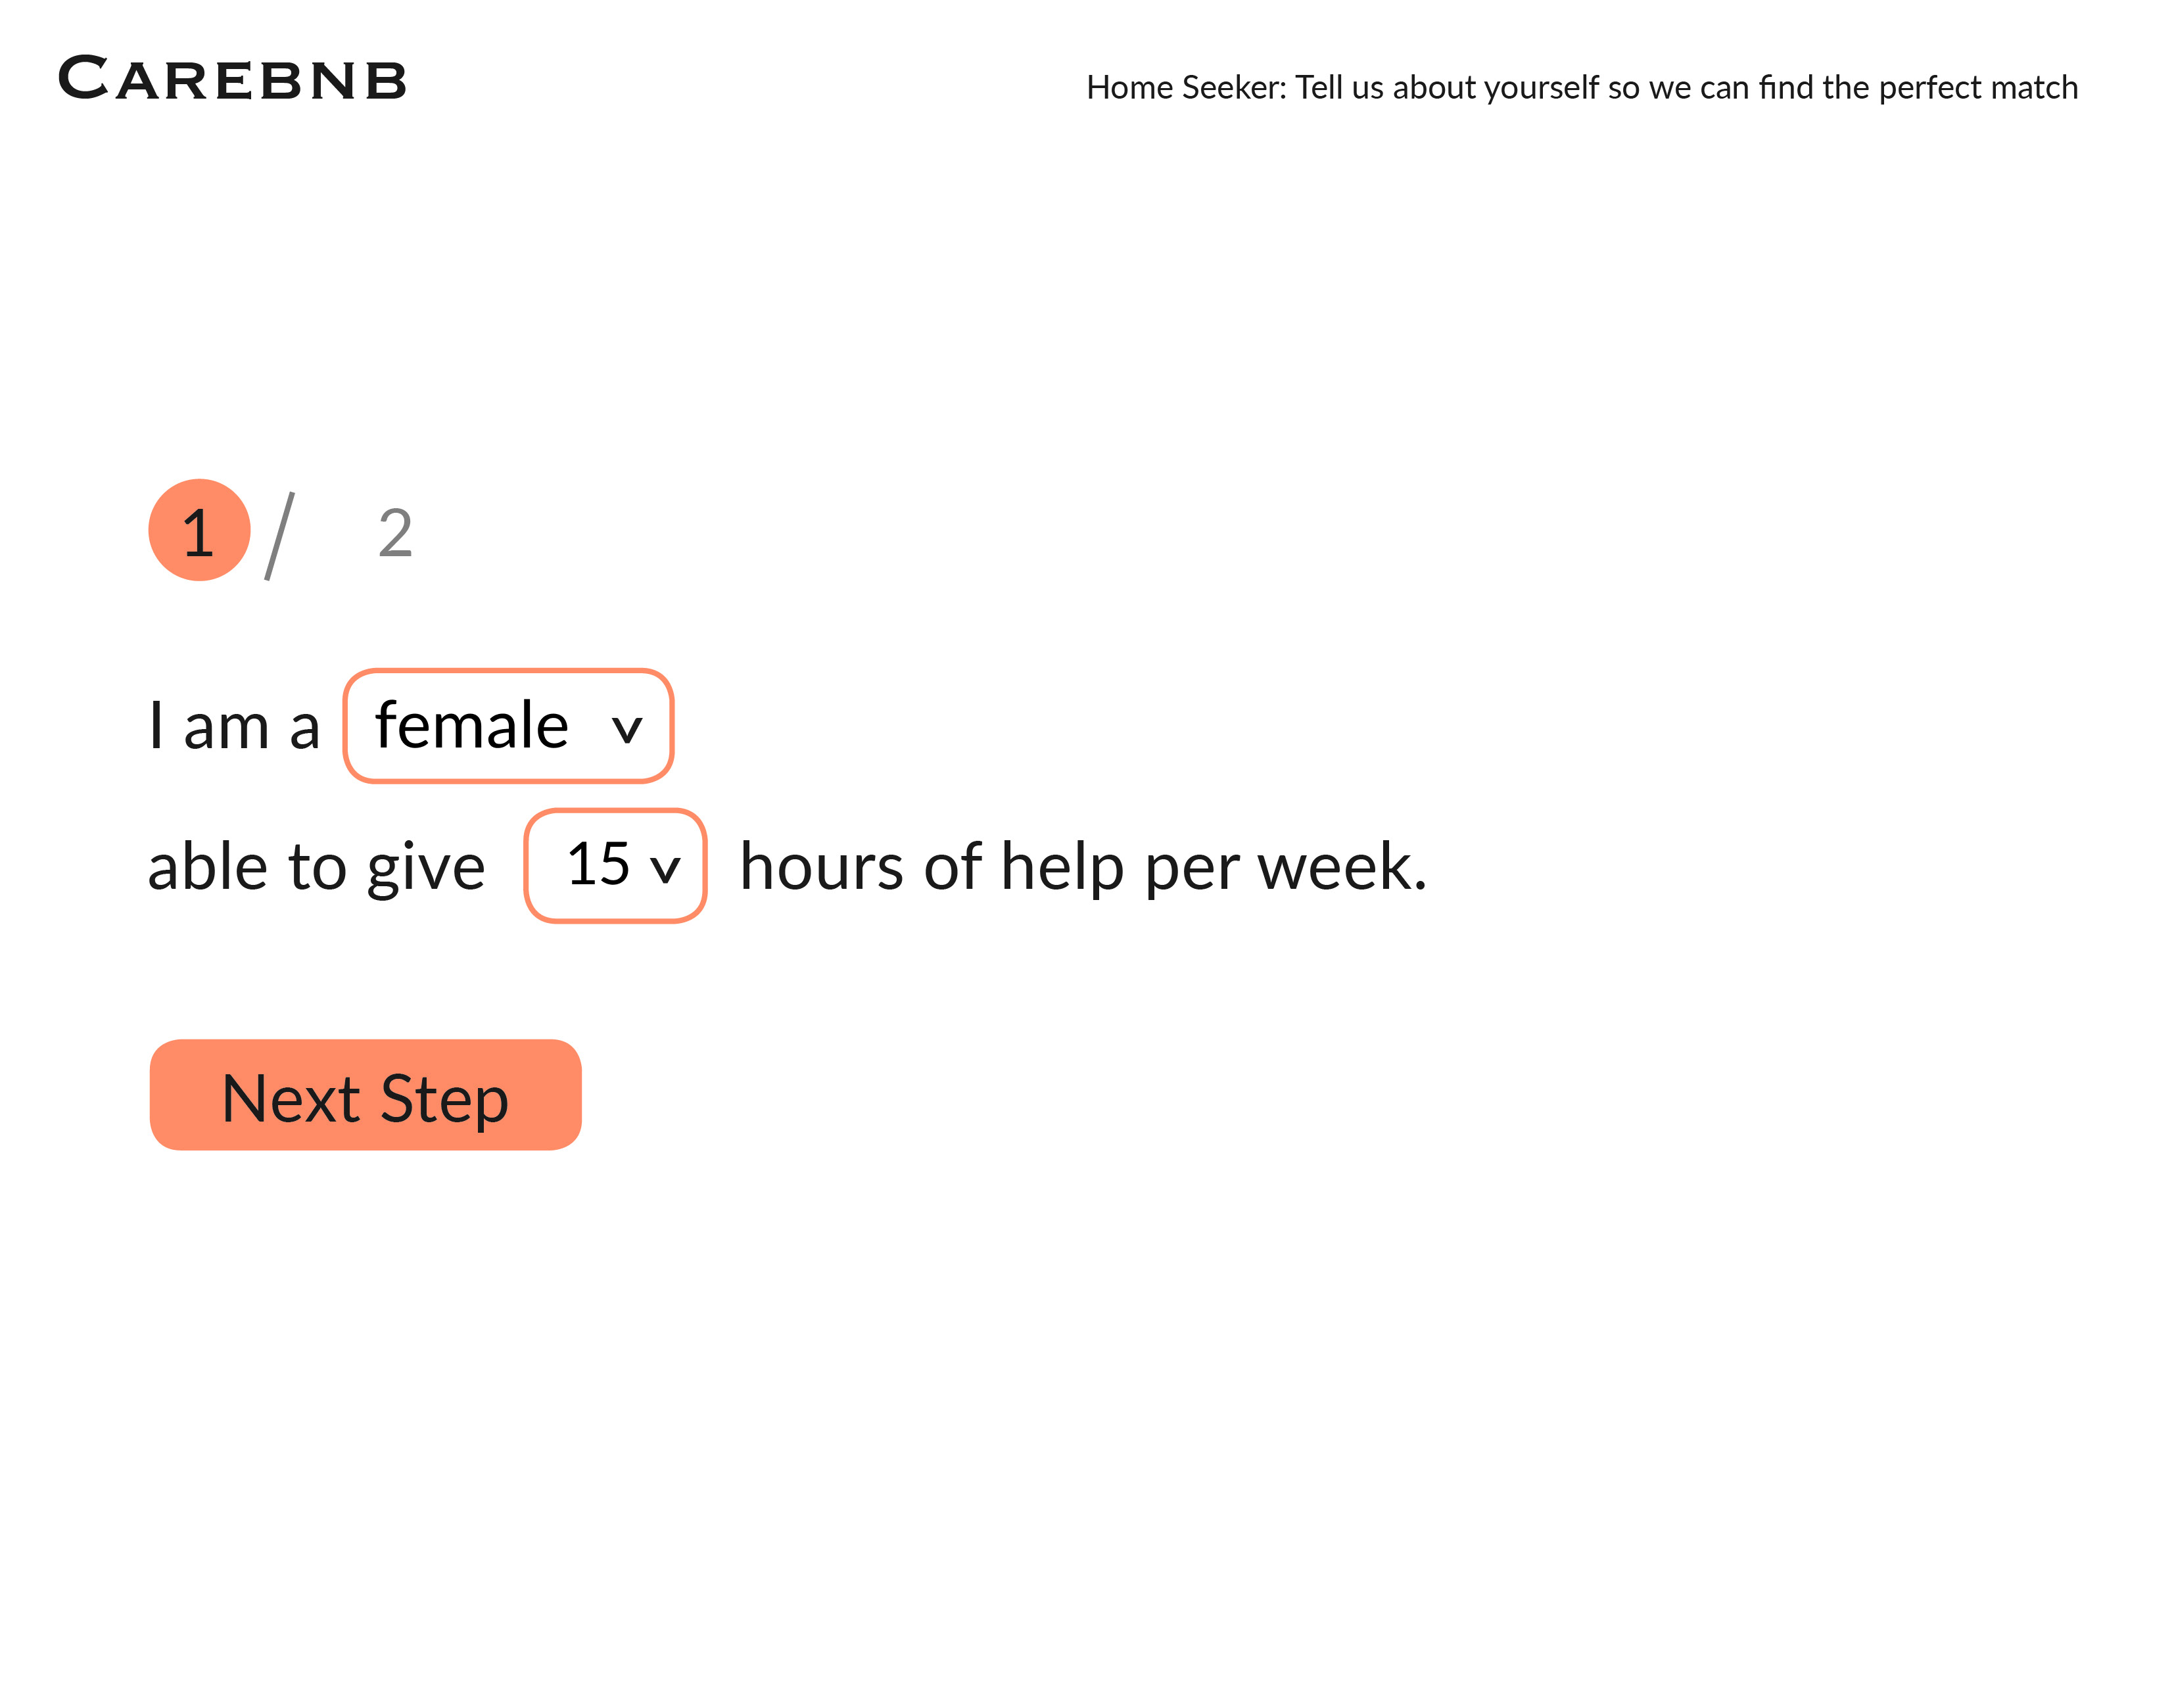 CAREBNB
Home Seeker: Tell us about yourself so we can find the perfect match
1 / 2
I am a female v
able to give 15 v hours of help per week.
Next Step